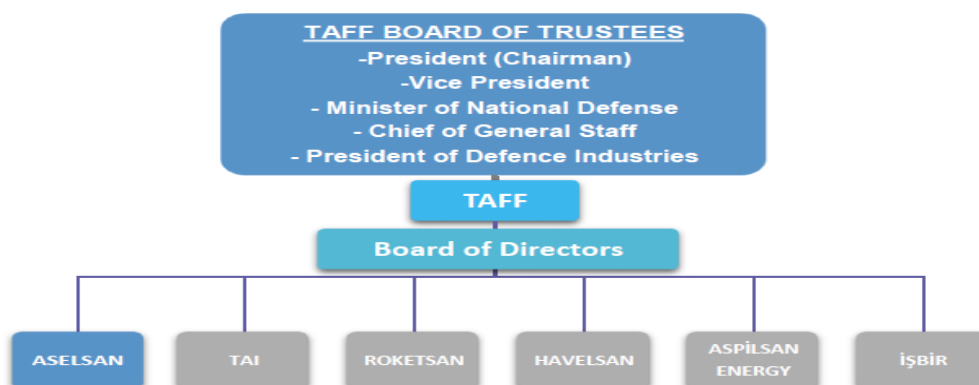 TAFF BOARD OF TRUSTEES
-President (Chairman)
-Vice President
- Minister of National Defense
- Chief of General Staff
- President of Defence Industries
TAFF
Board of Directors
ASELSAN
TAI
ROKETSAN
HAVELSAN
ASPİLSAN
ENERGY
İŞBİR